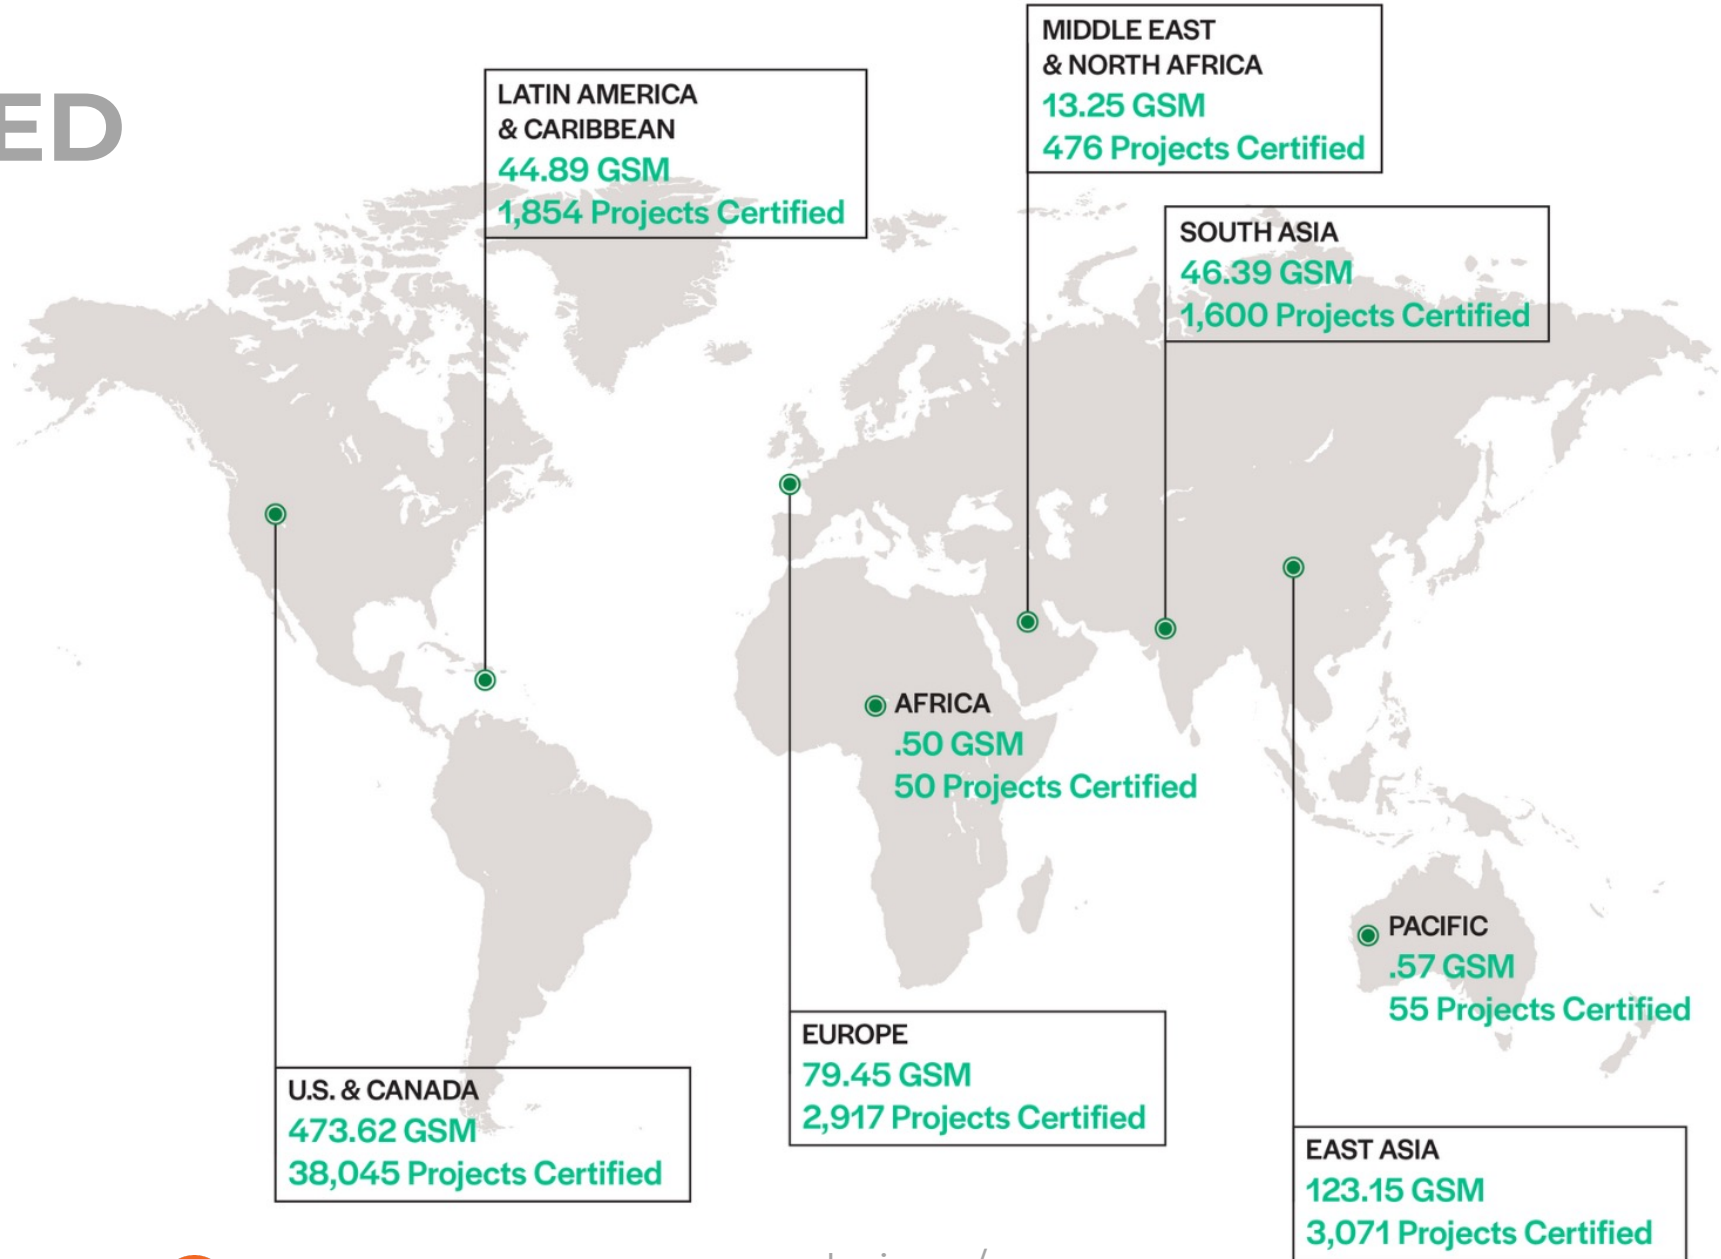 ED
LATIN AMERICA
& CARIBBEAN
44.89 GSM
1,854 Projects Certified
MIDDLE EAST
& NORTH AFRICA
13.25 GSM
476 Projects Certified
SOUTH ASIA
46.39 GSM
1,600 Projects Certified
AFRICA
.50 GSM
50 Projects Certified
PACIFIC
.57 GSM
55 Projects Certified
EUROPE
79.45 GSM
2,917 Projects Certified
U.S. & CANADA
473.62 GSM
38,045 Projects Certified
EAST ASIA
123.15 GSM
3,071 Projects Certified